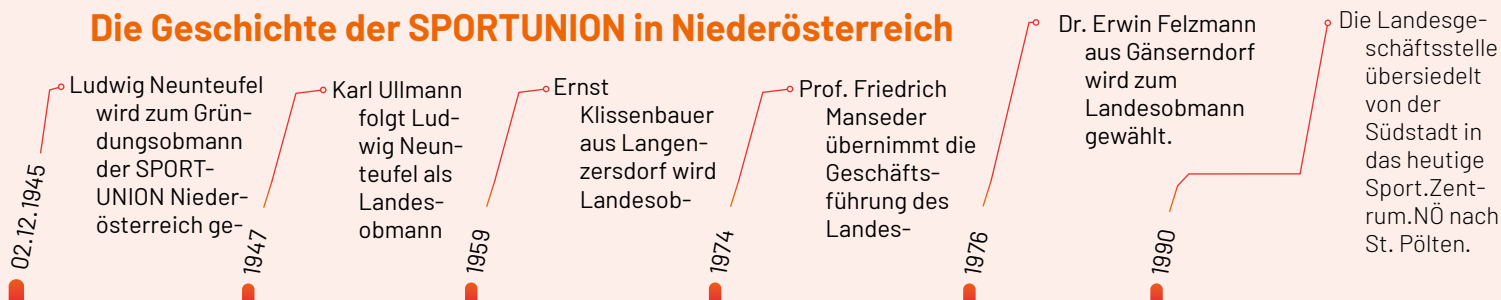 Die Geschichte der SPORTUNION in Niederösterreich
02.12.1945
Ludwig Neunteufel
wird zum Grün-
dungsobmann
der SPORT-
UNION Nieder-
österreich ge-
1947
Karl Ullmann
folgt Lud-
wig Neun-
teufel als
Landes-
obmann
1959
Ernst
Klissenbauer
aus Langen-
zersdorf wird
Landesob-
1974
Prof. Friedrich
Manseder
übernimmt die
Geschäfts-
führung des
Landes-
1976
Dr. Erwin Felzmann
aus Gänserndorf
wird zum
Landesobmann
gewählt.
1990
Die Landesge-
schäftsstelle
übersiedelt
von der
Südstadt in
das heutige
Sport.Zent-
rum.NÖ nach
St. Pölten.